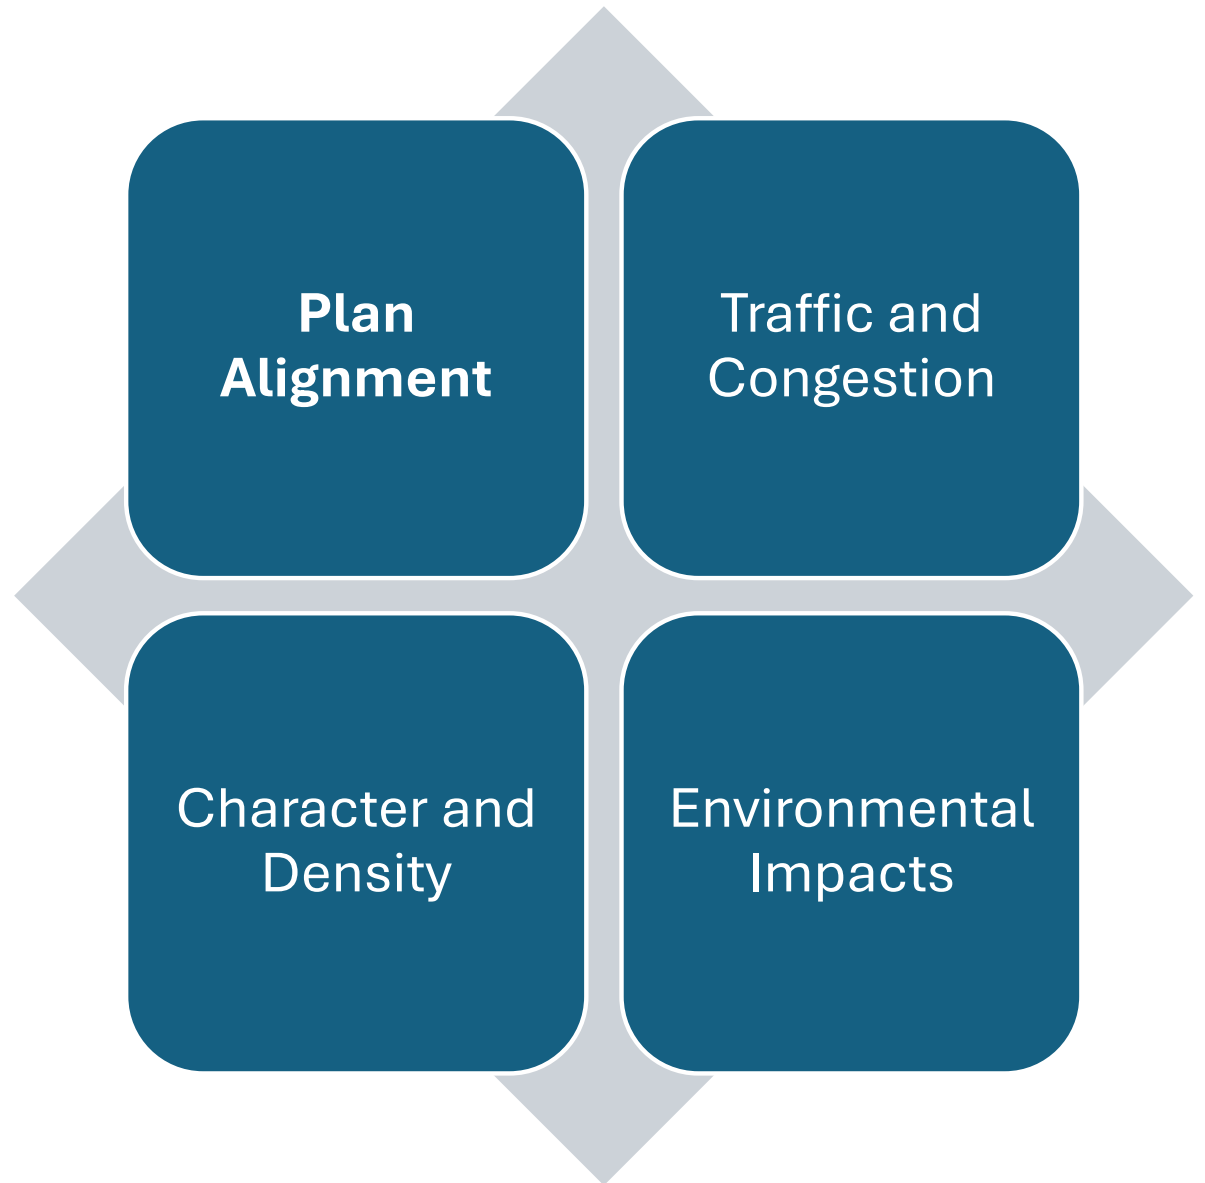 Plan
Alignment
Traffic and
Congestion
Character and
Density
Environmental
Impacts